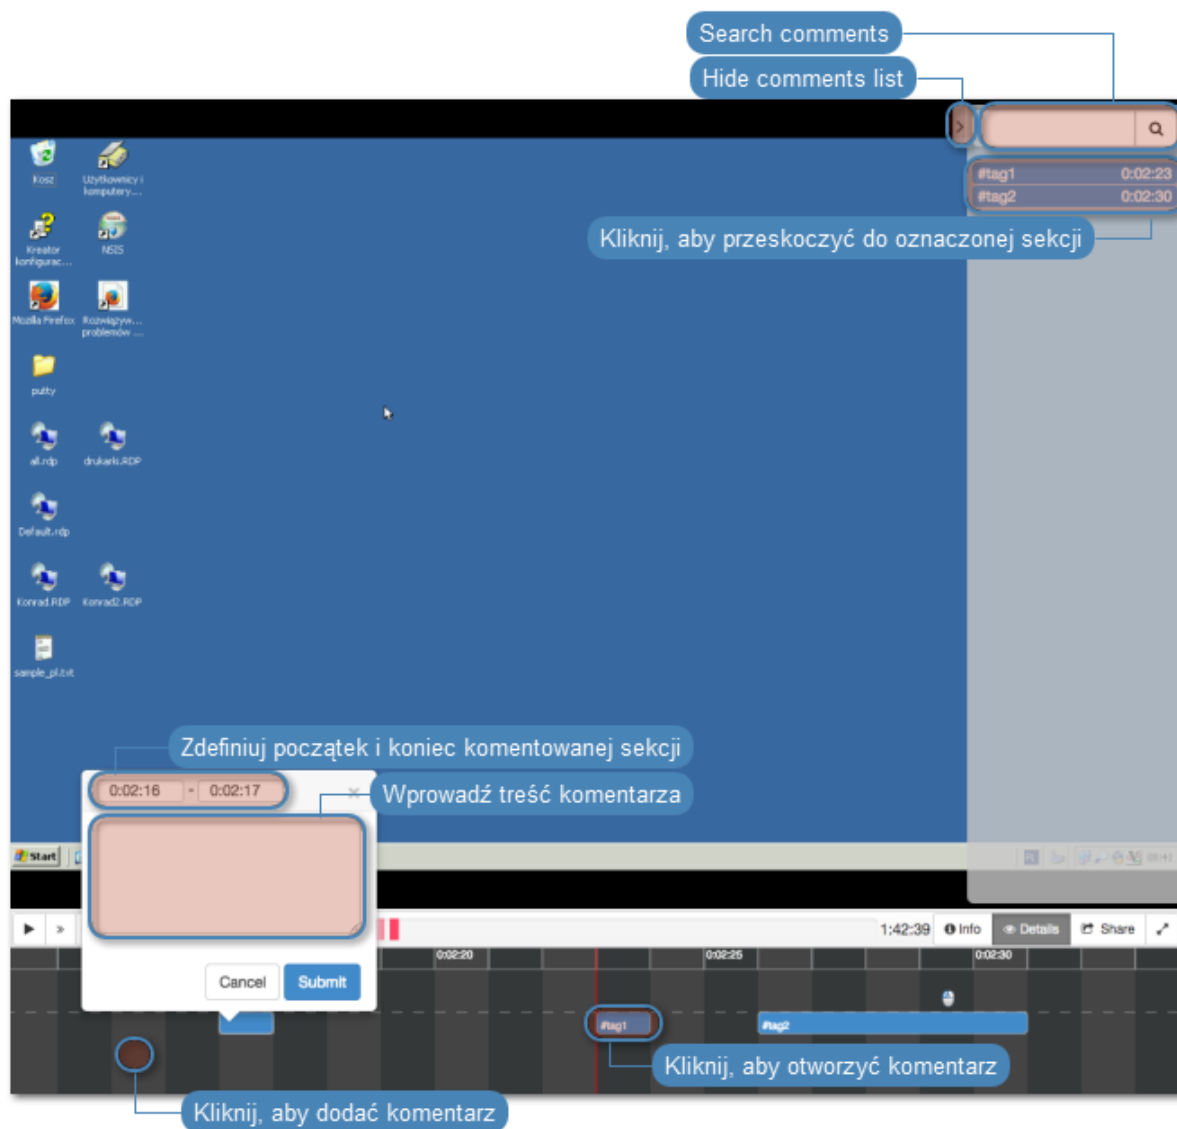 Search comments
Hide comments list
#tag1 0:02:23
#tag2 0:02:30
Kliknij, aby przeskoczyć do oznaczonej sekcji
Kosz
Użytkownicy i komputery...
Kreator konfigurac...
NSIS
Mozilla Firefox
Rozwiązyw... problemów ...
putty
all.rdp
drukarki.RDP
Default.rdp
Konrad.RDP
Konrad2.RDP
sample_pl.txt
Zdefiniuj początek i koniec komentowanej sekcji
0:02:16 - 0:02:17
Wprowadź treść komentarza
Start
PL
1:42:39 Info Details Share
0:02:20 0:02:25 0:02:30
Cancel Submit
#tag1 #tag2
Kliknij, aby otworzyć komentarz
Kliknij, aby dodać komentarz